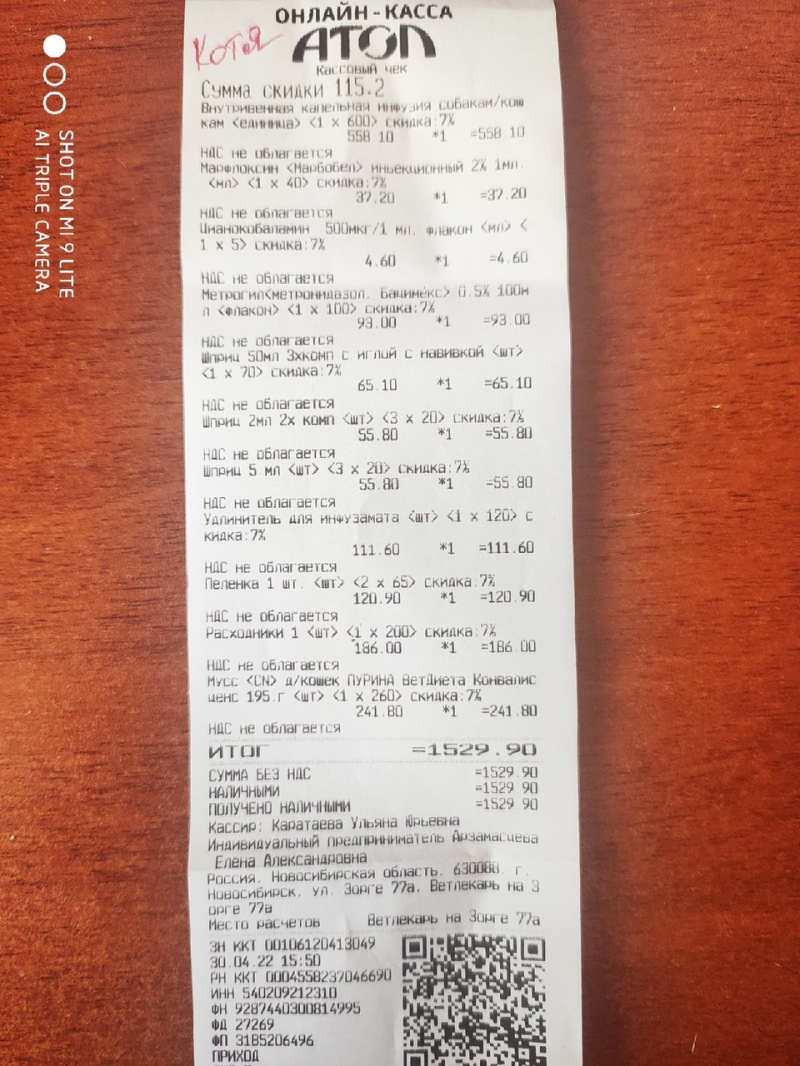 ОНЛАЙН-КАССА
Котея
АТОЛ
Кассовый чек
Сумма скидки 115.2
Внутривенная капельная инфузия собакам/кош
кам <единица> <1 x 600> скидка:7%
558.10 *1 =558.10
НДС не облагается
Марфлоксин <Марбобел> инъекционный 2% 1мл.
<мл> <1 x 40> скидка:7%
37.20 *1 =37.20
НДС не облагается
Цианокобаламин 500мкг/1 мл. флакон <мл> <
1 x 5> скидка:7%
4.60 *1 =4.60
НДС не облагается
Метрогил<метронидазол. Бацимекс> 0.5% 100м
л <флакон> <1 x 100> скидка:7%
93.00 *1 =93.00
НДС не облагается
Шприц 50мл 3хкомп с иглой с навивкой <шт>
<1 x 70> скидка:7%
65.10 *1 =65.10
НДС не облагается
Шприц 2мл 2х комп <шт> <3 x 20> скидка:7%
55.80 *1 =55.80
НДС не облагается
Шприц 5 мл <шт> <3 x 20> скидка:7%
55.80 *1 =55.80
НДС не облагается
Удлинитель для инфузамата <шт> <1 x 120> с
кидка:7%
111.60 *1 =111.60
НДС не облагается
Пеленка 1 шт. <шт> <2 x 65> скидка:7%
120.90 *1 =120.90
НДС не облагается
Расходники 1 <шт> <1 x 200> скидка:7%
186.00 *1 =186.00
НДС не облагается
Мусс <CN> д/кошек ПУРИНА ВетДиета Конвалис
ценс 195.г <шт> <1 x 260> скидка:7%
241.80 *1 =241.80
НДС не облагается
ИТОГ =1529.90
СУММА БЕЗ НДС =1529.90
НАЛИЧНЫМИ =1529.90
ПОЛУЧЕНО НАЛИЧНЫМИ =1529.90
Кассир: Каратаева Ульяна Юрьевна
Индивидуальный предприниматель Арзамасцева
Елена Александровна
Россия. Новосибирская область. 630088. г.
Новосибирск. ул. Зорге 77а. Ветлекарь на З
орге 77а
Место расчетов Ветлекарь на Зорге 77а
ЗН ККТ 00106120413049
30.04.22 15:50
РН ККТ 0004558237046690
ИНН 540209212310
ФН 9287440300814995
ФД 27269
ФП 3185206496
ПРИХОД
SHOT ON MI 9 LITE
AI TRIPLE CAMERA